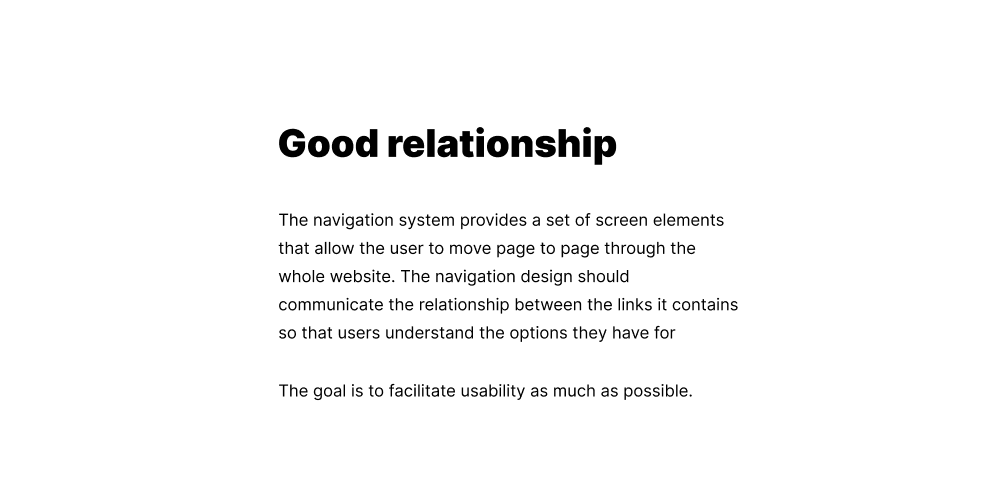 Good relationship
The navigation system provides a set of screen elements
that allow the user to move page to page through the
whole website. The navigation design should
communicate the relationship between the links it contains
so that users understand the options they have for
The goal is to facilitate usability as much as possible.